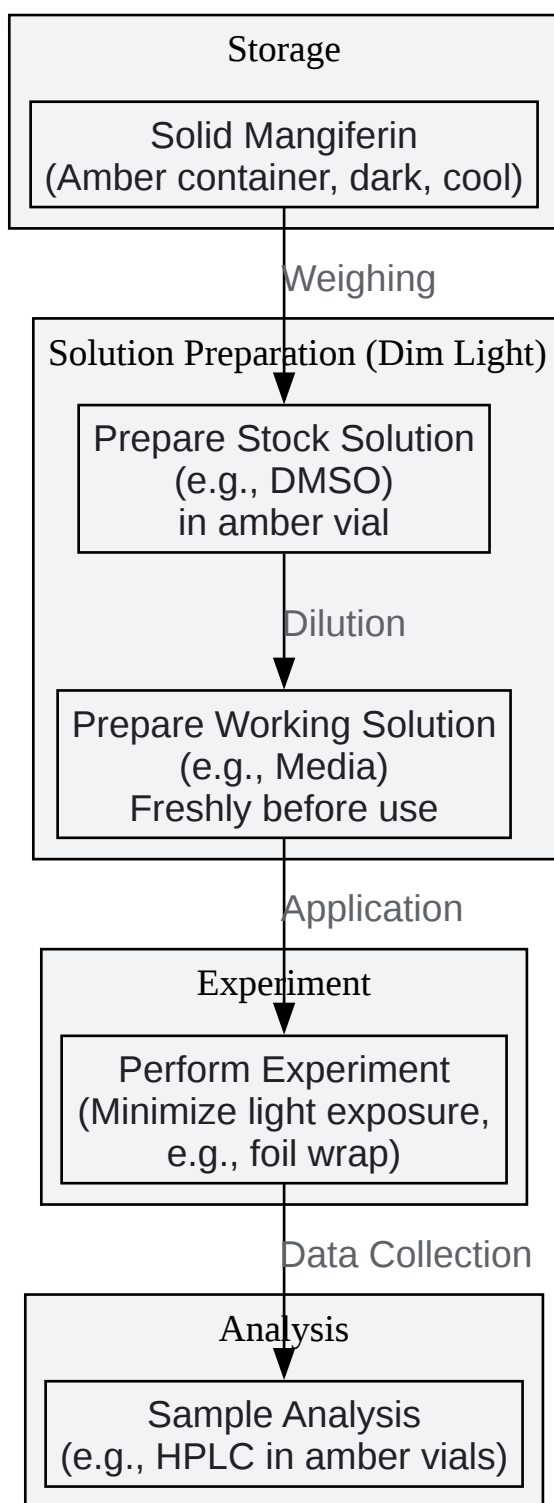 Storage
Solid Mangiferin
(Amber container, dark, cool)
Weighing
Solution Preparation (Dim Light)
Prepare Stock Solution
(e.g., DMSO)
in amber vial
Dilution
Prepare Working Solution
(e.g., Media)
Freshly before use
Application
Experiment
Perform Experiment
(Minimize light exposure,
e.g., foil wrap)
Data Collection
Analysis
Sample Analysis
(e.g., HPLC in amber vials)